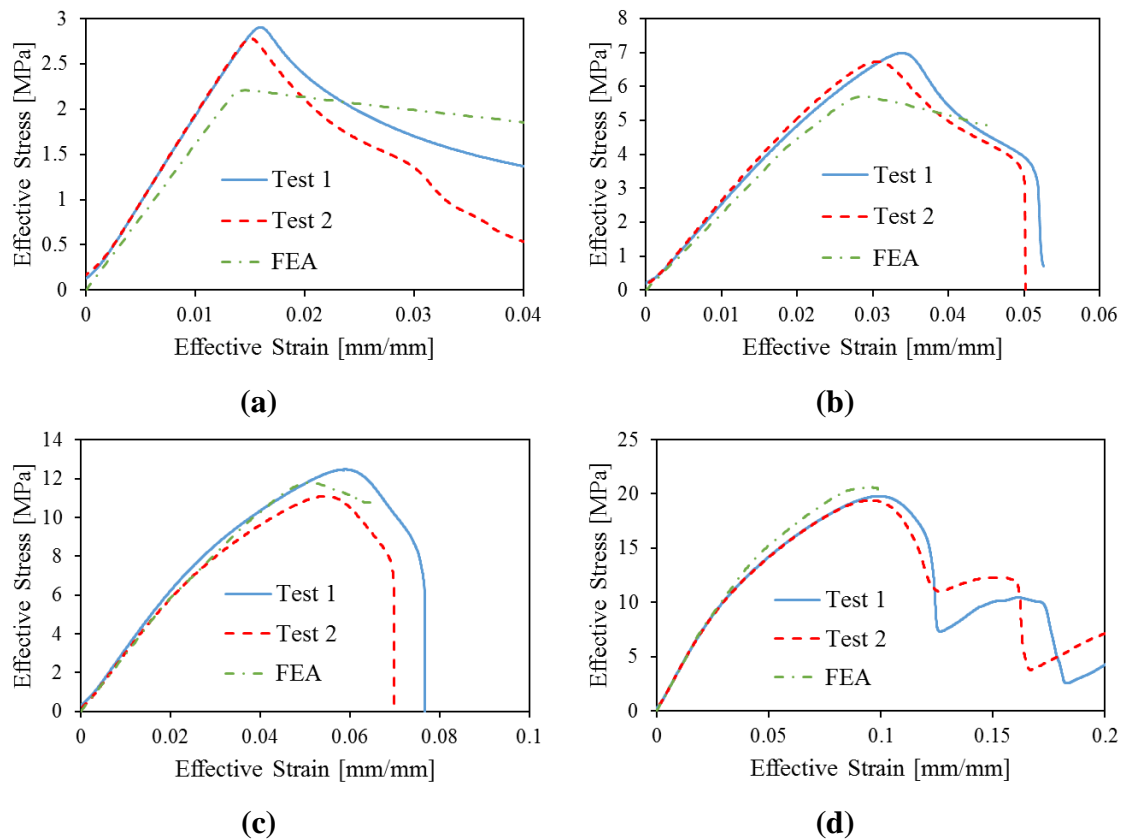 Effective Stress [MPa]
3
2.5
2
1.5
1
0.5
0
Test 1
Test 2
FEA
0 0.01 0.02 0.03 0.04
Effective Strain [mm/mm]
(a)
Effective Stress [MPa]
8
7
6
5
4
3
2
1
0
Test 1
Test 2
FEA
0 0.01 0.02 0.03 0.04 0.05 0.06
Effective Strain [mm/mm]
(b)
Effective Stress [MPa]
14
12
10
8
6
4
2
0
Test 1
Test 2
FEA
0 0.02 0.04 0.06 0.08 0.1
Effective Strain [mm/mm]
(c)
Effective Stress [MPa]
25
20
15
10
5
0
Test 1
Test 2
FEA
0 0.05 0.1 0.15 0.2
Effective Strain [mm/mm]
(d)